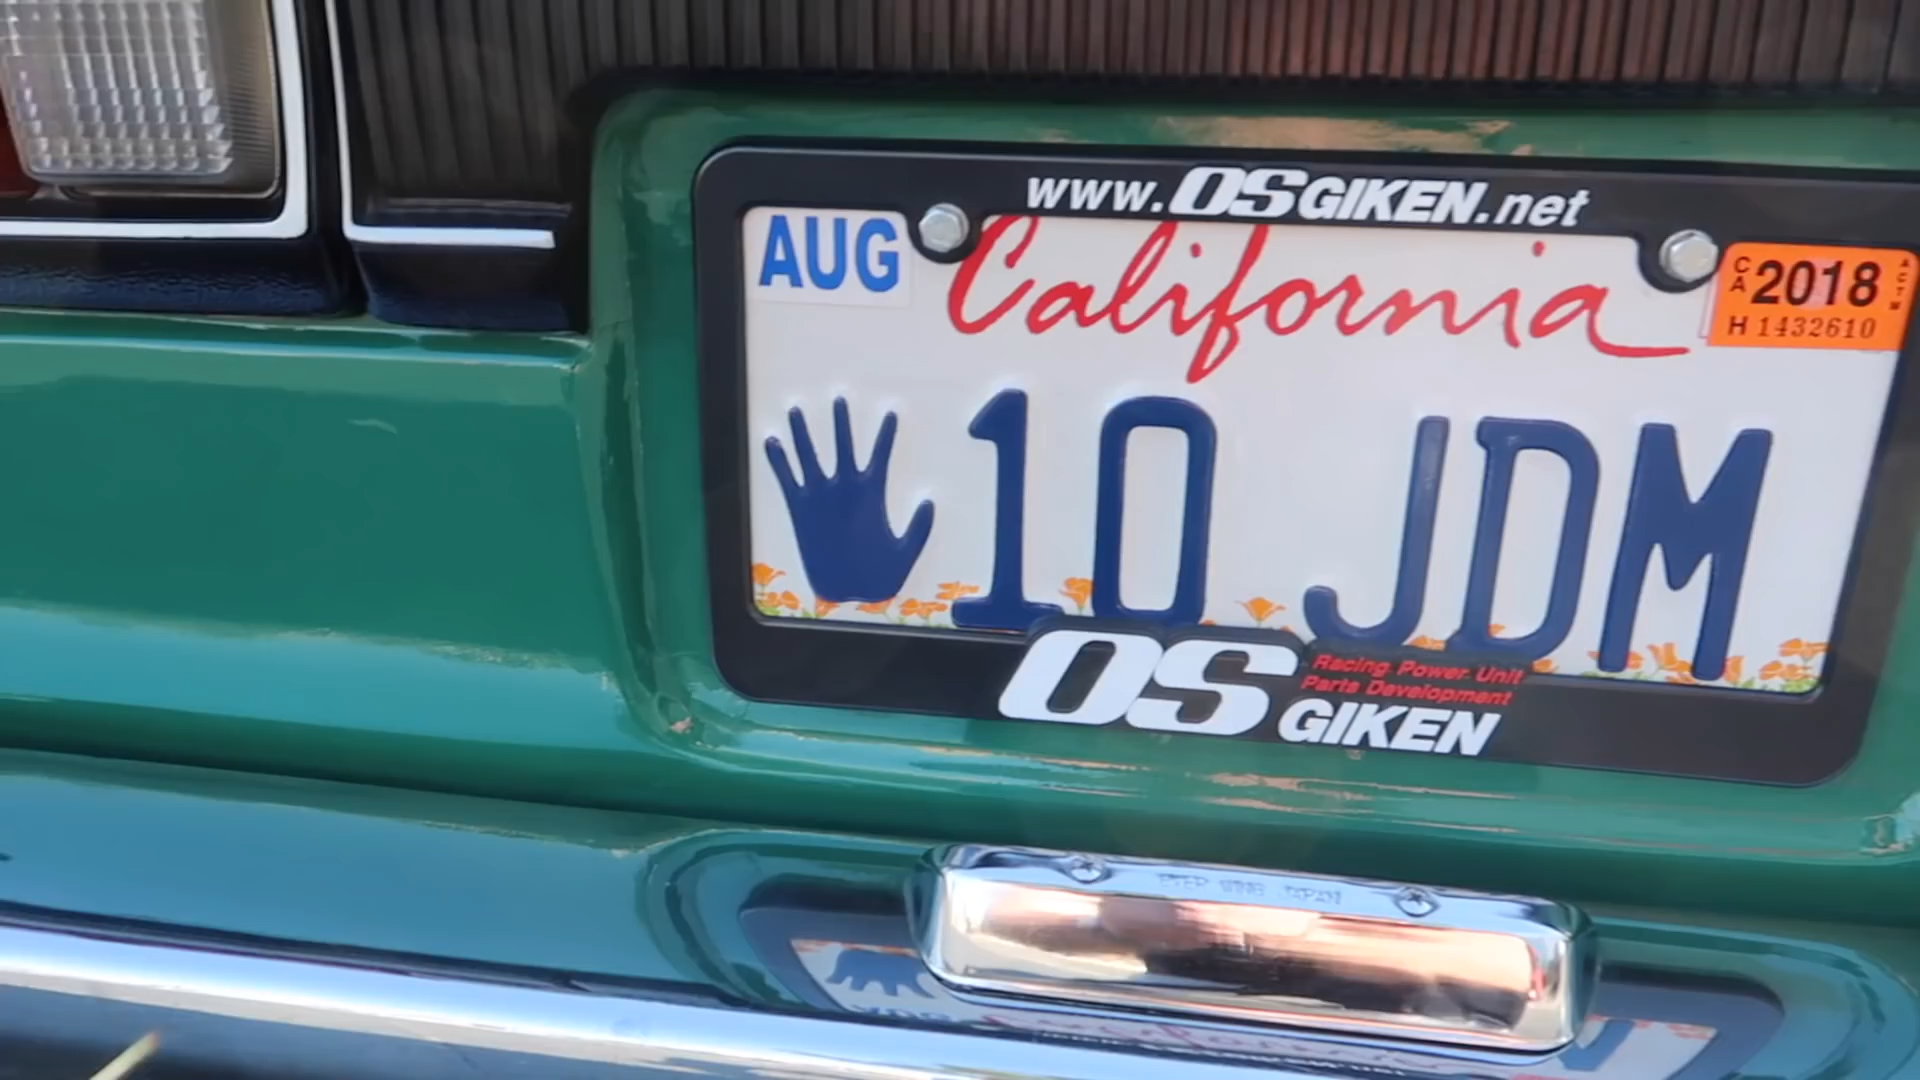 www.OSGIKEN.net
AUG
California
CA 2018
H 1432610
10 JDM
OS GIKEN
Racing Power Unit
Parts Development